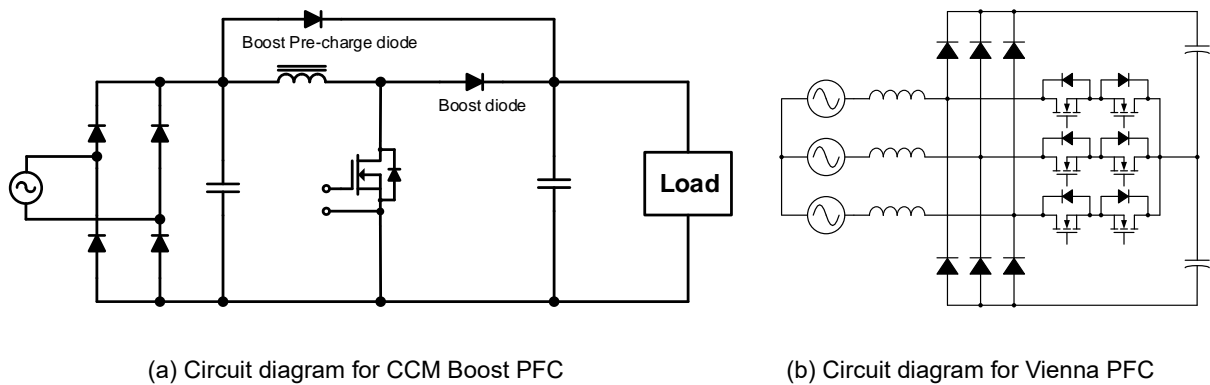 Boost Pre-charge diode
Boost diode
Load
(a) Circuit diagram for CCM Boost PFC
(b) Circuit diagram for Vienna PFC